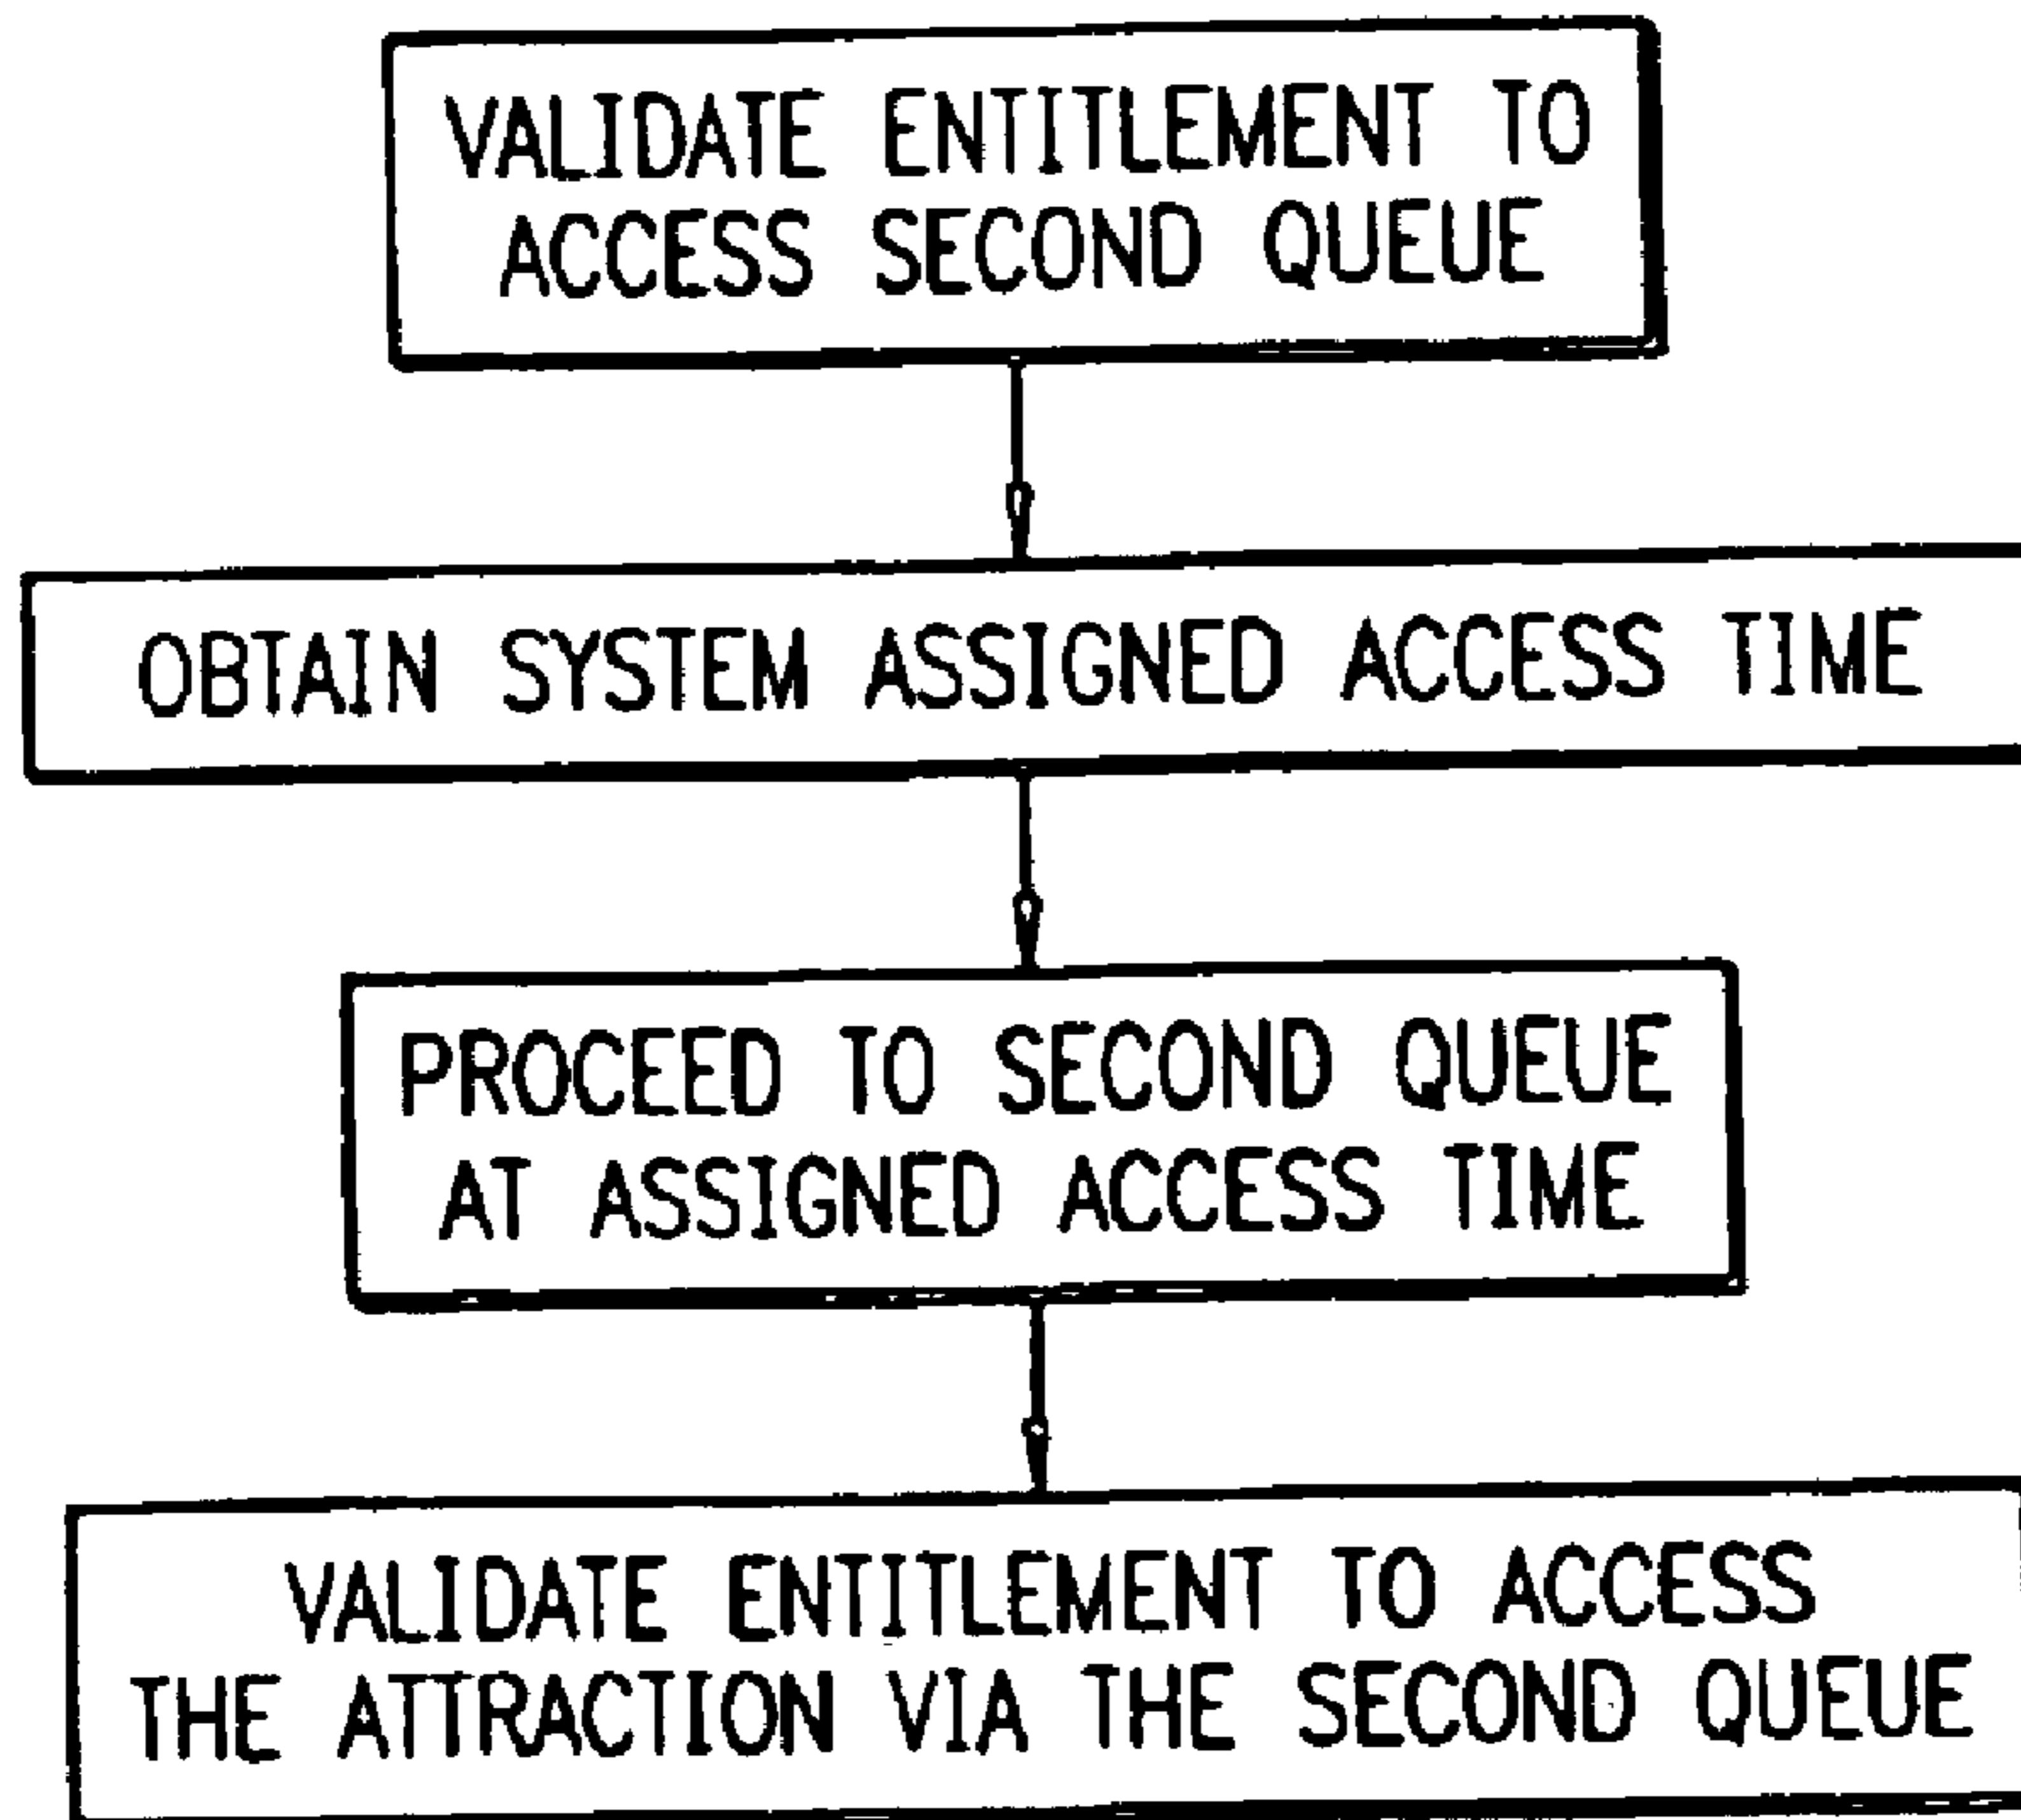 VALIDATE ENTITLEMENT TO
ACCESS SECOND QUEUE
OBTAIN SYSTEM ASSIGNED ACCESS TIME
PROCEED TO SECOND QUEUE
AT ASSIGNED ACCESS TIME
VALIDATE ENTITLEMENT TO ACCESS
THE ATTRACTION VIA THE SECOND QUEUE